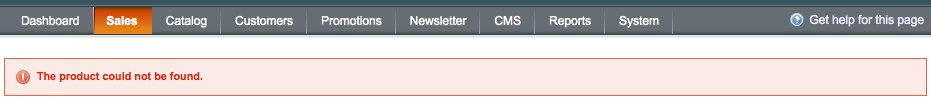 Dashboard Sales Catalog Customers Promotions Newsletter CMS Reports System Get help for this page
The product could not be found.